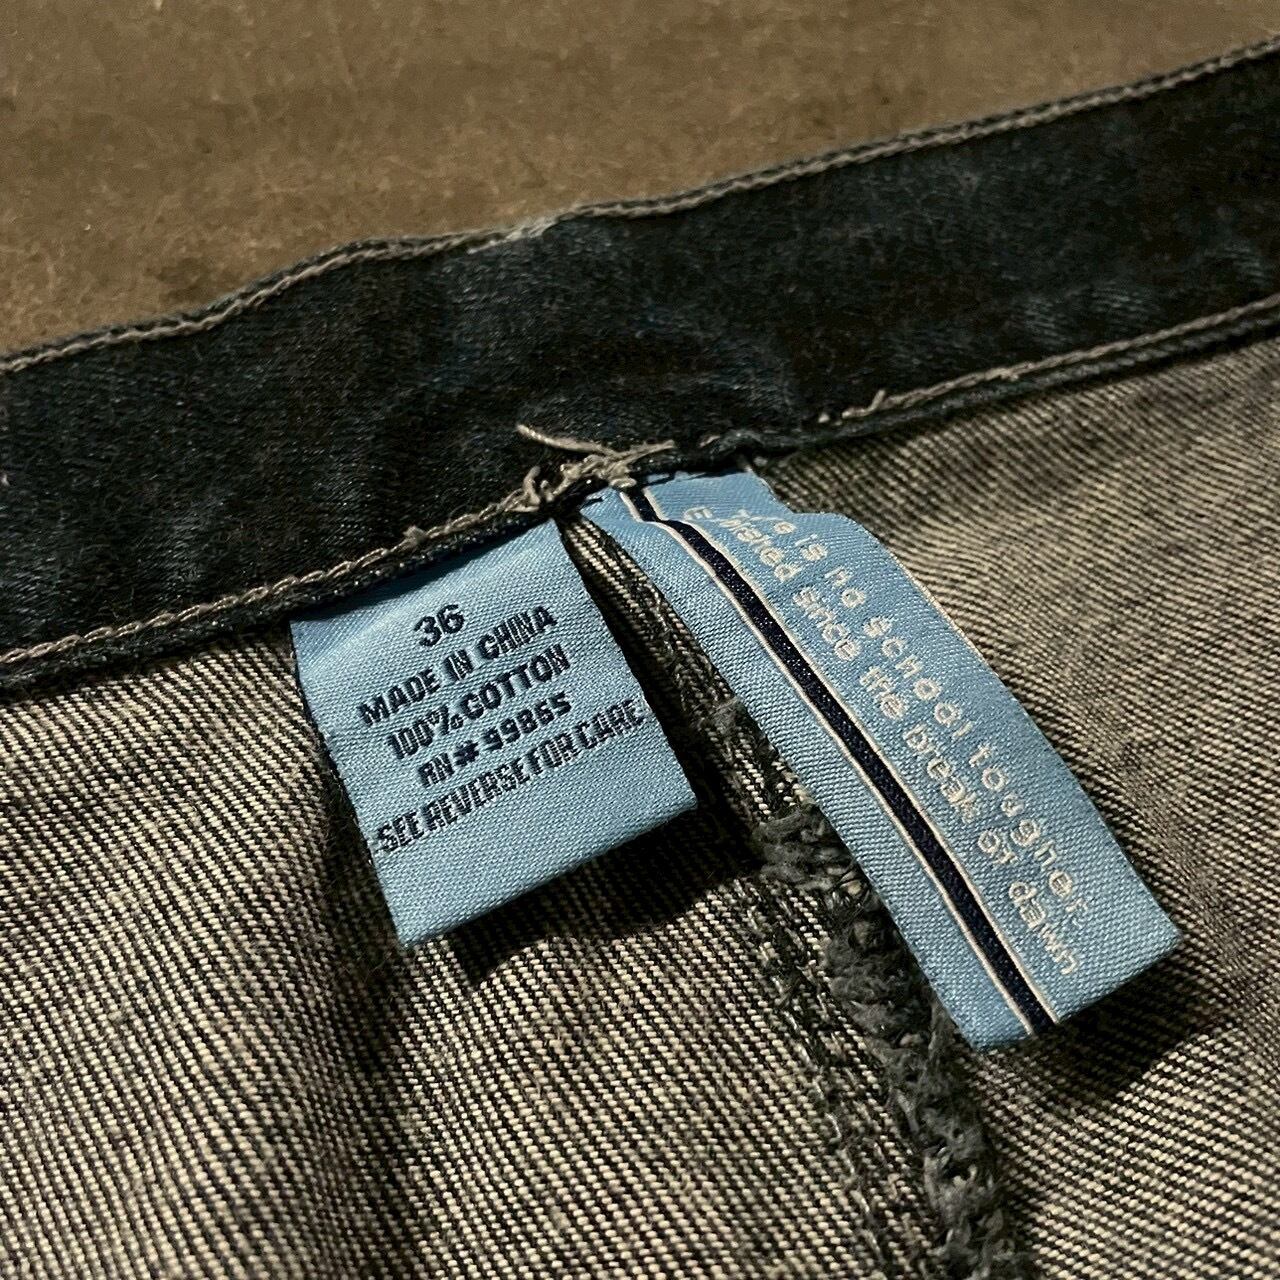 36
MADE IN CHINA
100% COTTON
RN# 99865
SEE REVERSE FOR CARE
is no school tougher.
Existed since the break of dawn